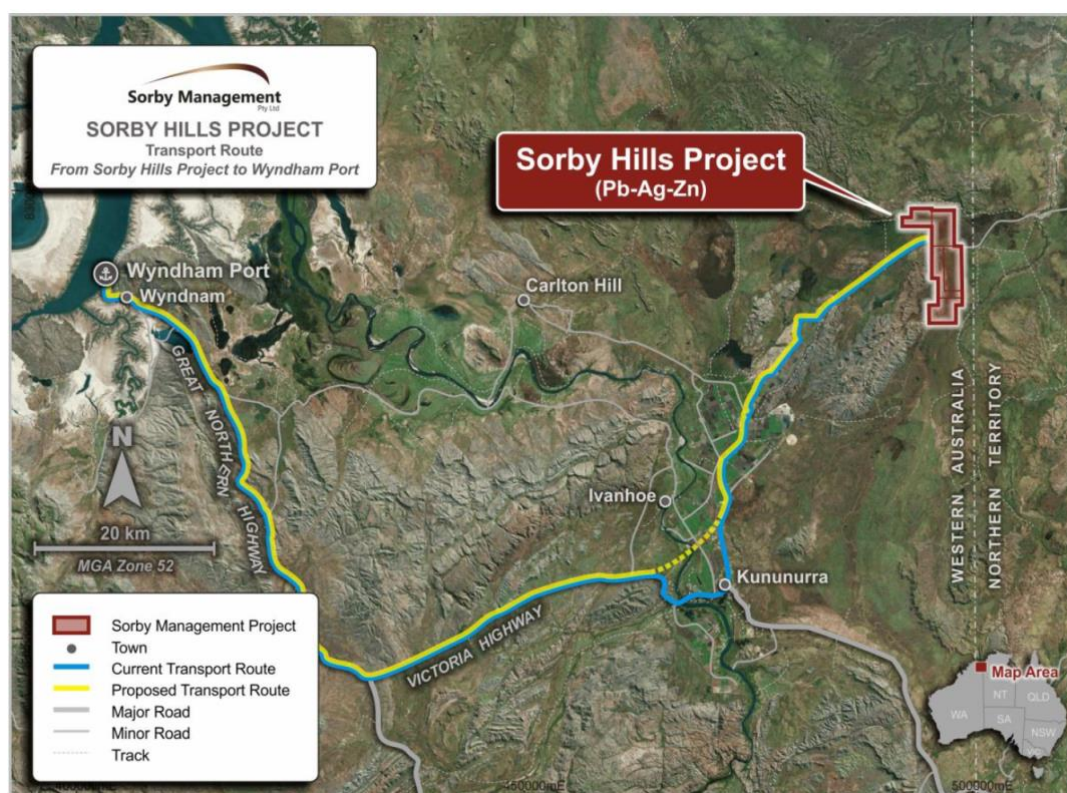 Sorby Management
Pty Ltd
SORBY HILLS PROJECT
Transport Route
From Sorby Hills Project to Wyndham Port
Sorby Hills Project
(Pb-Ag-Zn)
Wyndham Port
Wyndnam
Carlton Hill
GREAT NORTHERN HIGHWAY
N
20 km
MGA Zone 52
Ivanhoe
Kununurra
VICTORIA HIGHWAY
WESTERN AUSTRALIA
NORTHERN TERRITORY
Sorby Management Project
Town
Current Transport Route
Proposed Transport Route
Major Road
Minor Road
Track
Map Area
WA
NT
QLD
SA
NSW
500000mE